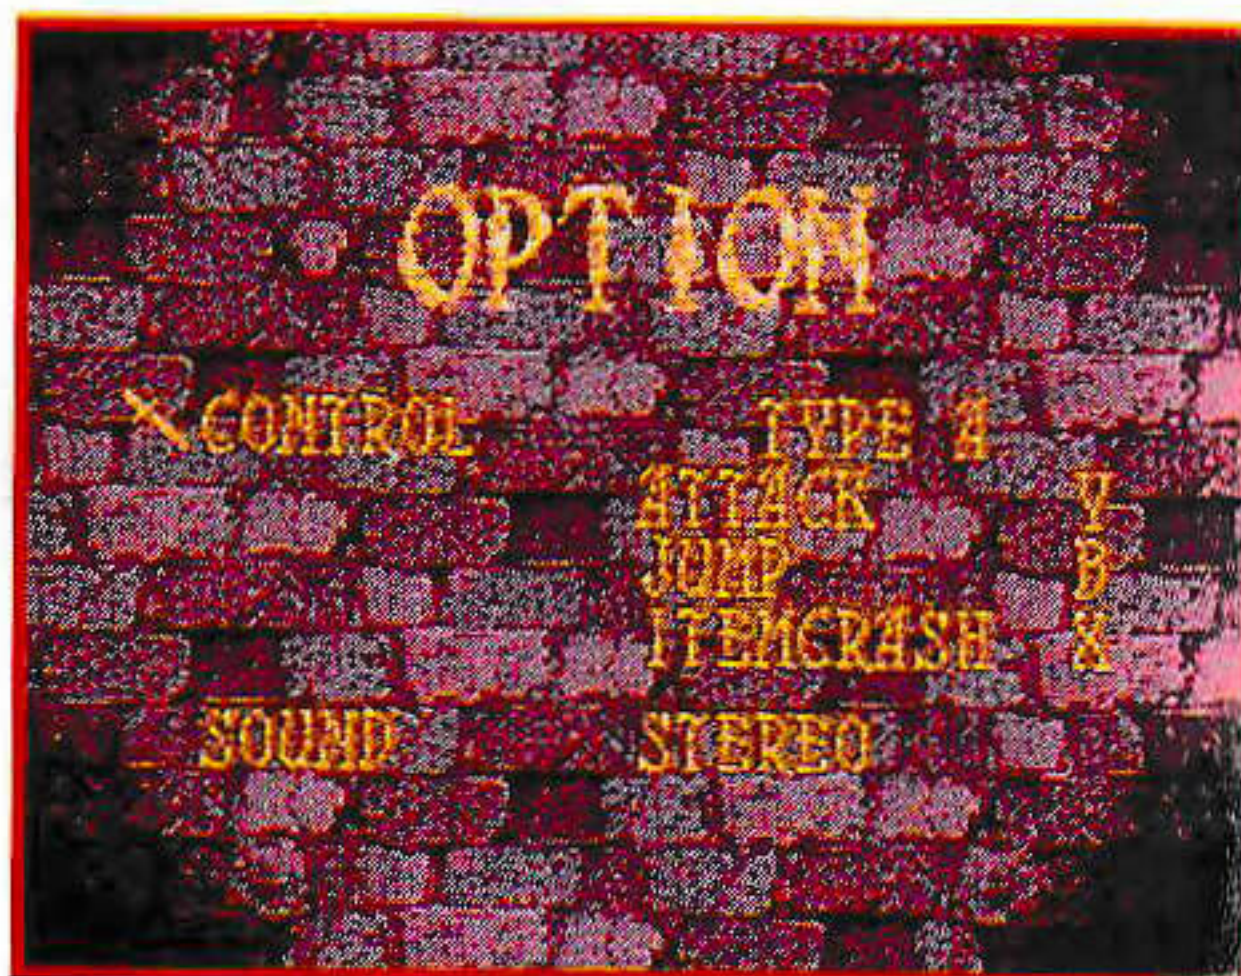 OPTION
CONTROL TYPE A
ATTACK Y
JUMP B
ITEMCRASH X
SOUND STEREO